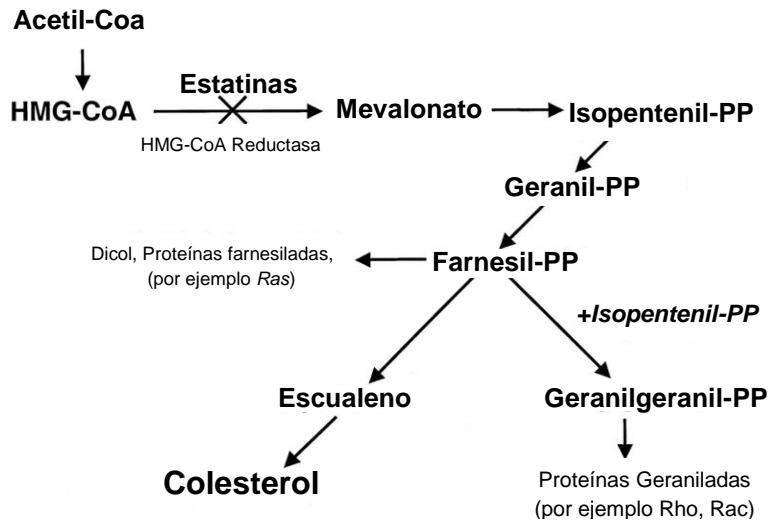 Acetil-Coa
Estatinas
HMG-CoA
Mevalonato
Isopentenil-PP
HMG-CoA Reductasa
Geranil-PP
Dicol, Proteínas farnesiladas,
(por ejemplo Ras)
Farnesil-PP
+Isopentenil-PP
Escualeno
Geranilgeranil-PP
Colesterol
Proteínas Geraniladas
(por ejemplo Rho, Rac)